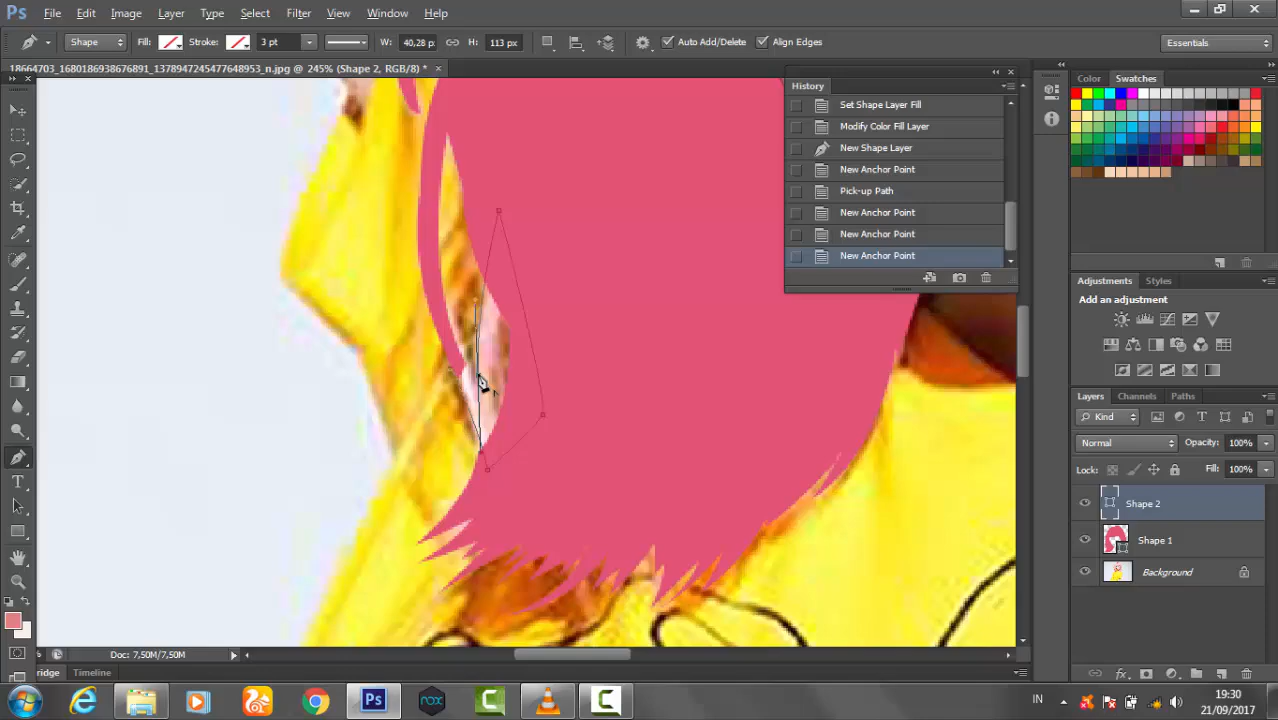 Ps File Edit Image Layer Type Select Filter View Window Help
Shape Fill: Stroke: 3 pt W: 40,28 p H: 113 px Auto Add/Delete Align Edges Essentials
18664703_1680186938676891_1378947245477648953_n.jpg @ 245% (Shape 2, RGB/8) *
History
Set Shape Layer Fill
Modify Color Fill Layer
New Shape Layer
New Anchor Point
Pick-up Path
New Anchor Point
New Anchor Point
New Anchor Point
Color Swatches
Adjustments Styles
Add an adjustment
Layers Channels Paths
Kind
Normal Opacity: 100%
Lock: Fill: 100%
Shape 2
Shape 1
Background
Doc: 7,50M/7,50M
ridge Timeline
nox
Ps
IN
19:30
21/09/2017